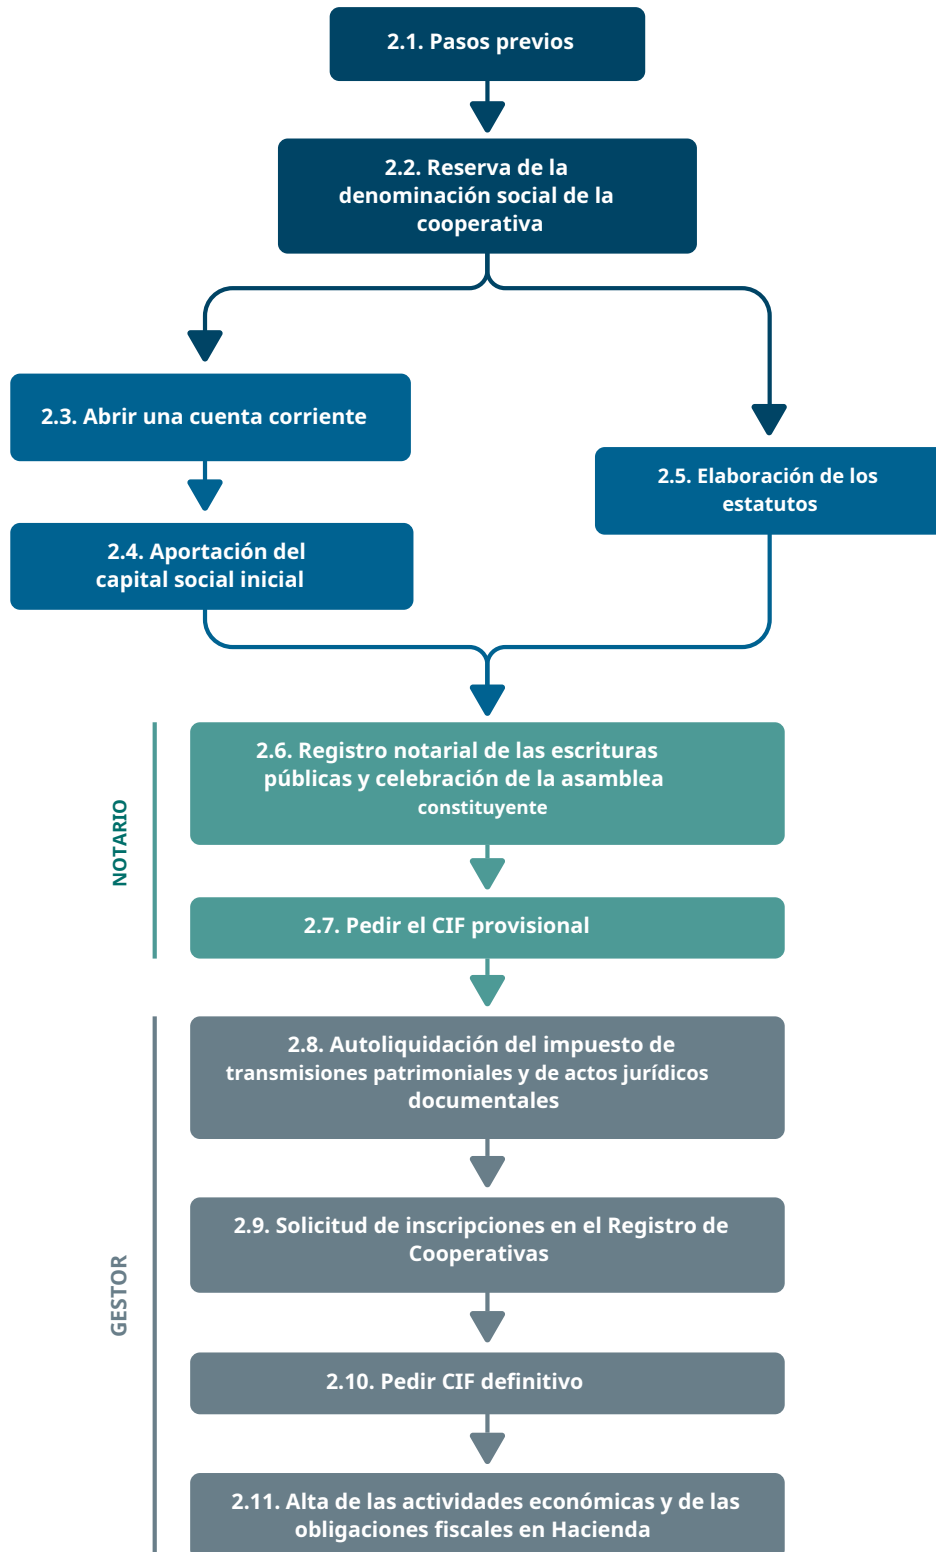 2.1. Pasos previos
2.2. Reserva de la
denominación social de la
cooperativa
2.3. Abrir una cuenta corriente
2.4. Aportación del
capital social inicial
2.5. Elaboración de los
estatutos
NOTARIO
2.6. Registro notarial de las escrituras
públicas y celebración de la asamblea
constituyente
2.7. Pedir el CIF provisional
GESTOR
2.8. Autoliquidación del impuesto de
transmisiones patrimoniales y de actos jurídicos
documentales
2.9. Solicitud de inscripciones en el Registro de
Cooperativas
2.10. Pedir CIF definitivo
2.11. Alta de las actividades económicas y de las
obligaciones fiscales en Hacienda